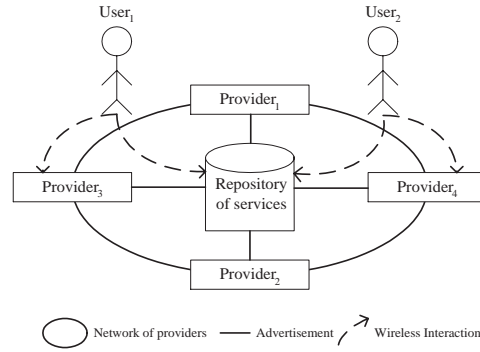 User₁
User₂
Provider₁
Provider₃
Repository
of services
Provider₄
Provider₂
Network of providers
Advertisement
Wireless Interaction